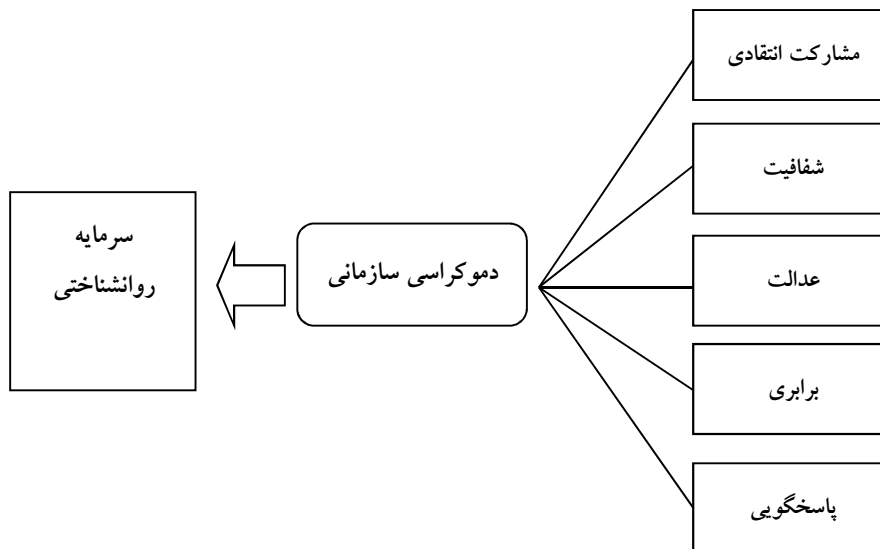 مشارکت انتقادی
شفافیت
عدالت
برابری
پاسخگویی
دموکراسی سازمانی
سرمایه
روانشناختی